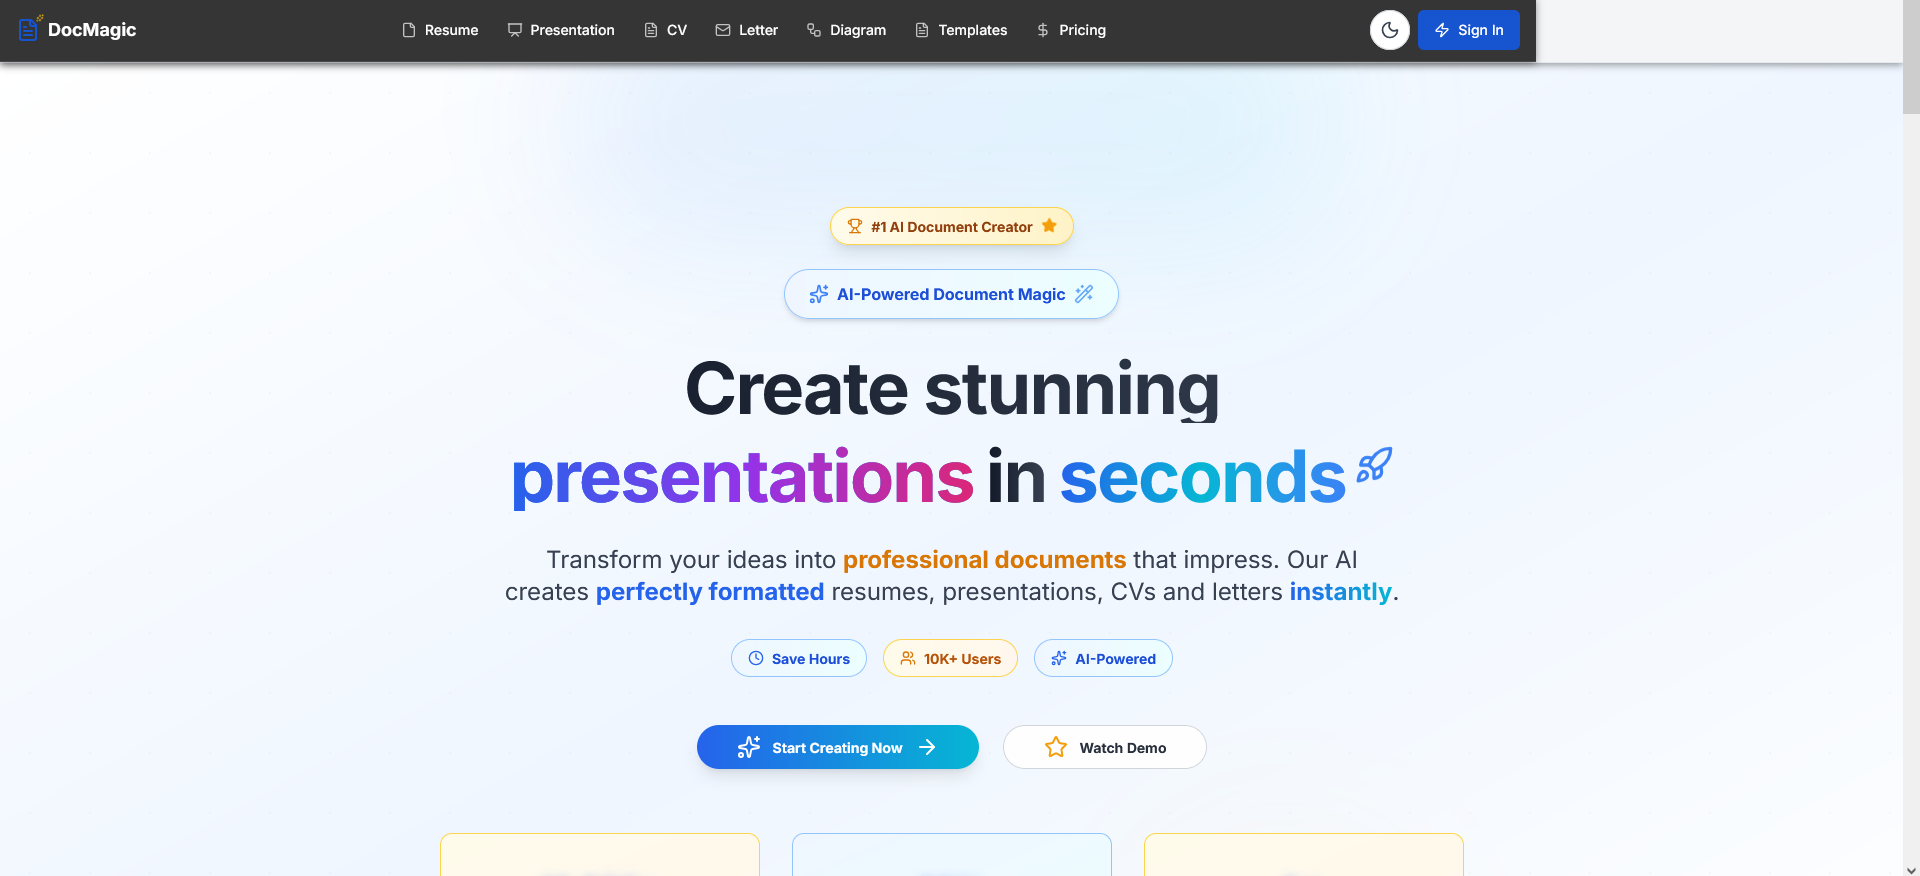 DocMagic
Resume
Presentation
CV
Letter
Diagram
Templates
Pricing
Sign In
#1 AI Document Creator
AI-Powered Document Magic
Create stunning
presentations in seconds
Transform your ideas into professional documents that impress. Our AI
creates perfectly formatted resumes, presentations, CVs and letters instantly.
Save Hours
10K+ Users
AI-Powered
Start Creating Now
Watch Demo